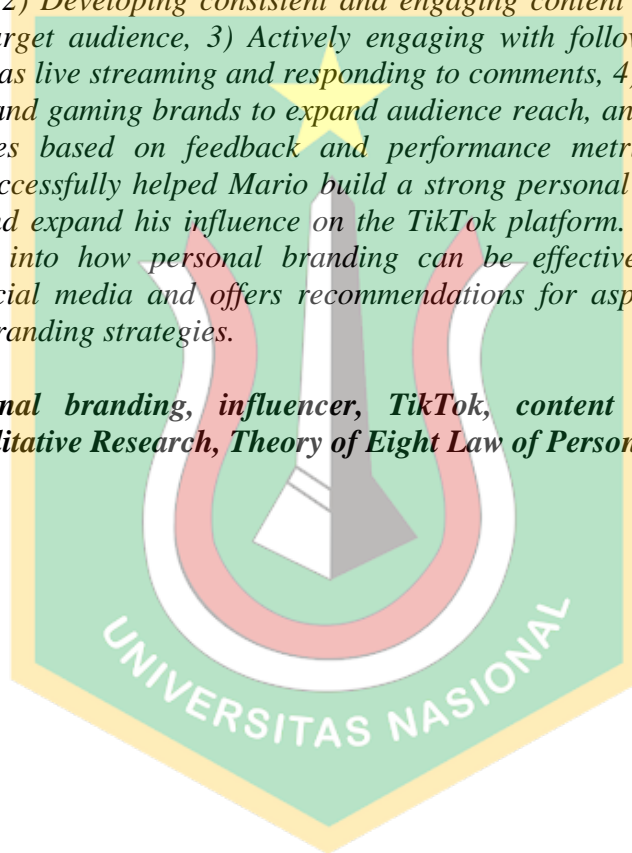 2) Developing consistent and engaging content
target audience, 3) Actively engaging with follow
as live streaming and responding to comments, 4)
and gaming brands to expand audience reach, an
es based on feedback and performance metri
ccessfully helped Mario build a strong personal
nd expand his influence on the TikTok platform.
into how personal branding can be effective
cial media and offers recommendations for asp
randing strategies.
nal branding, influencer, TikTok, content
litative Research, Theory of Eight Law of Person
UNIVERSITAS NASIONAL